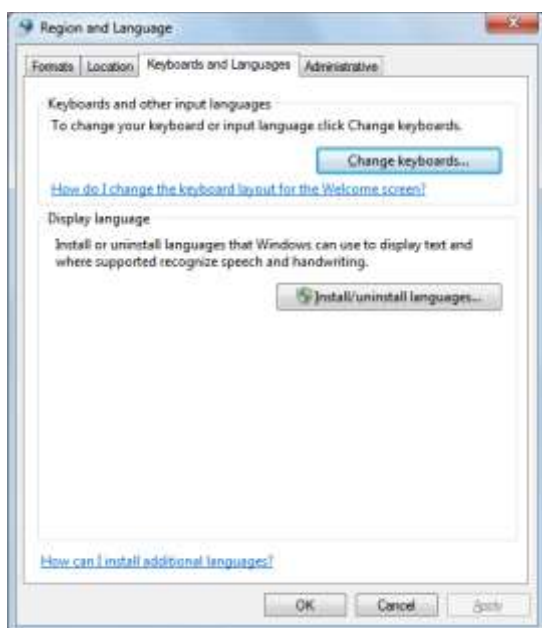 Region and Language
Formats Location Keyboards and Languages Administrative
Keyboards and other input languages
To change your keyboard or input language click Change keyboards.
Change keyboards...
How do I change the keyboard layout for the Welcome screen?
Display language
Install or uninstall languages that Windows can use to display text and
where supported recognize speech and handwriting.
Install/uninstall languages...
How can I install additional languages?
OK Cancel Apply